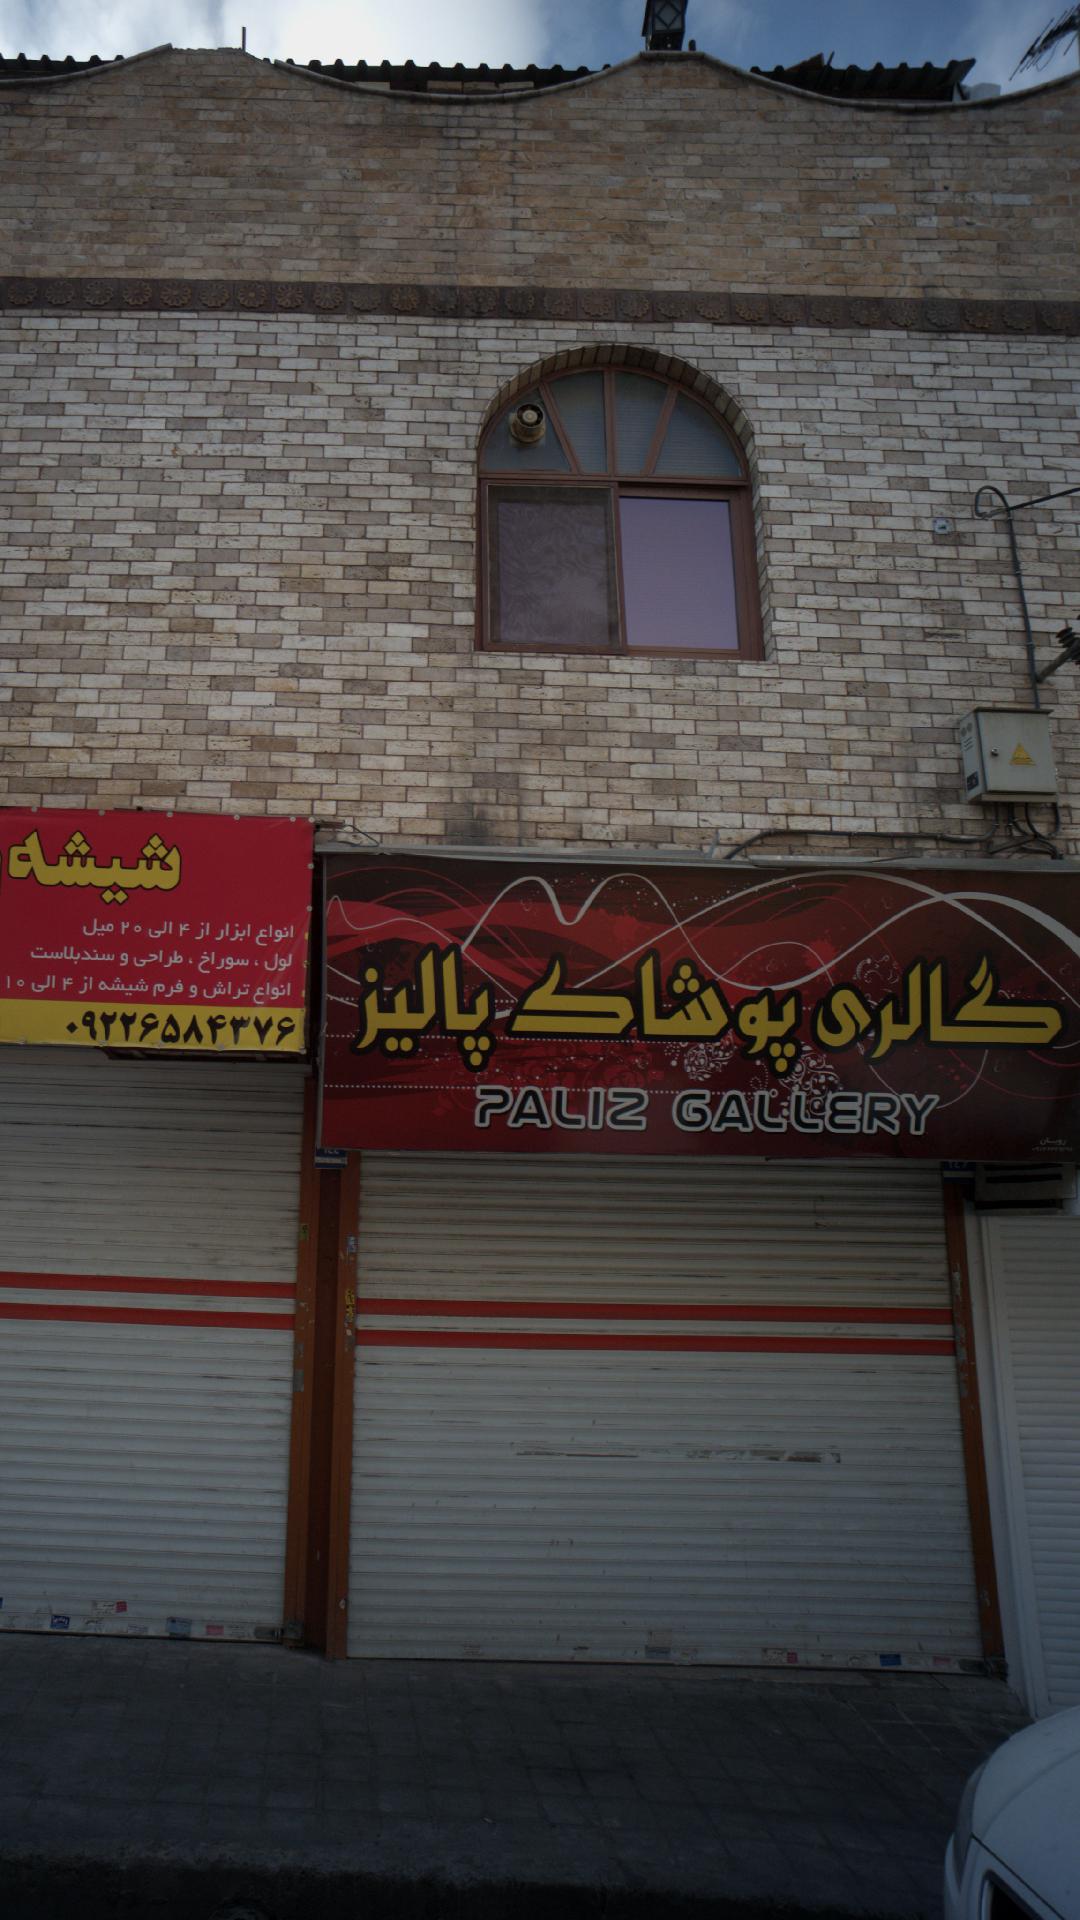 شیشه
انواع ابزار از ۴ الی ۲۰ میل
لول ، سوراخ ، طراحی و سندبلاست
انواع تراش و فرم شیشه از ۴ الی ۱۰
۰۹۲۲۶۵۸۴۳۷۶
گالری پوشاک پالیز
PALIZ GALLERY